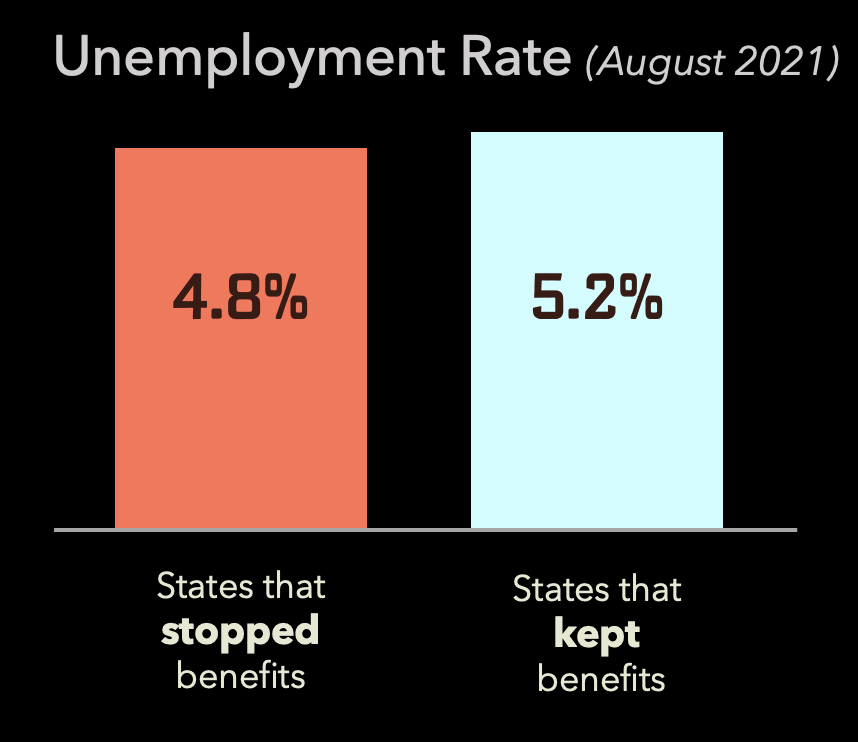 Unemployment Rate (August 2021)
4.8%
5.2%
States that
stopped
benefits
States that
kept
benefits